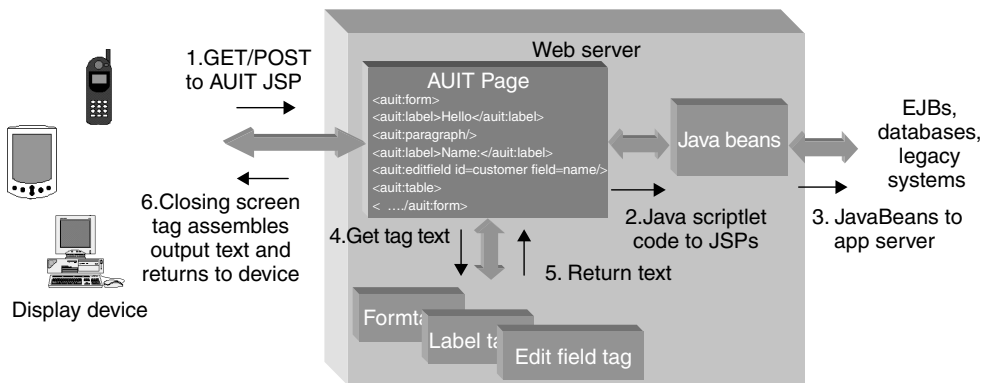 Web server
1.GET/POST
to AUIT JSP
AUIT Page
<auit:form>
<auit:label>Hello</auit:label>
<auit:paragraph/>
<auit:label>Name:</auit:label>
<auit:editfield id=customer field=name/>
<auit:table>
< …./auit:form>
Java beans
EJBs,
databases,
legacy
systems
6.Closing screen
tag assembles
output text and
returns to device
4.Get tag text
2.Java scriptlet
code to JSPs
3. JavaBeans to
app server
5. Return text
Display device
Formta
Label ta
Edit field tag